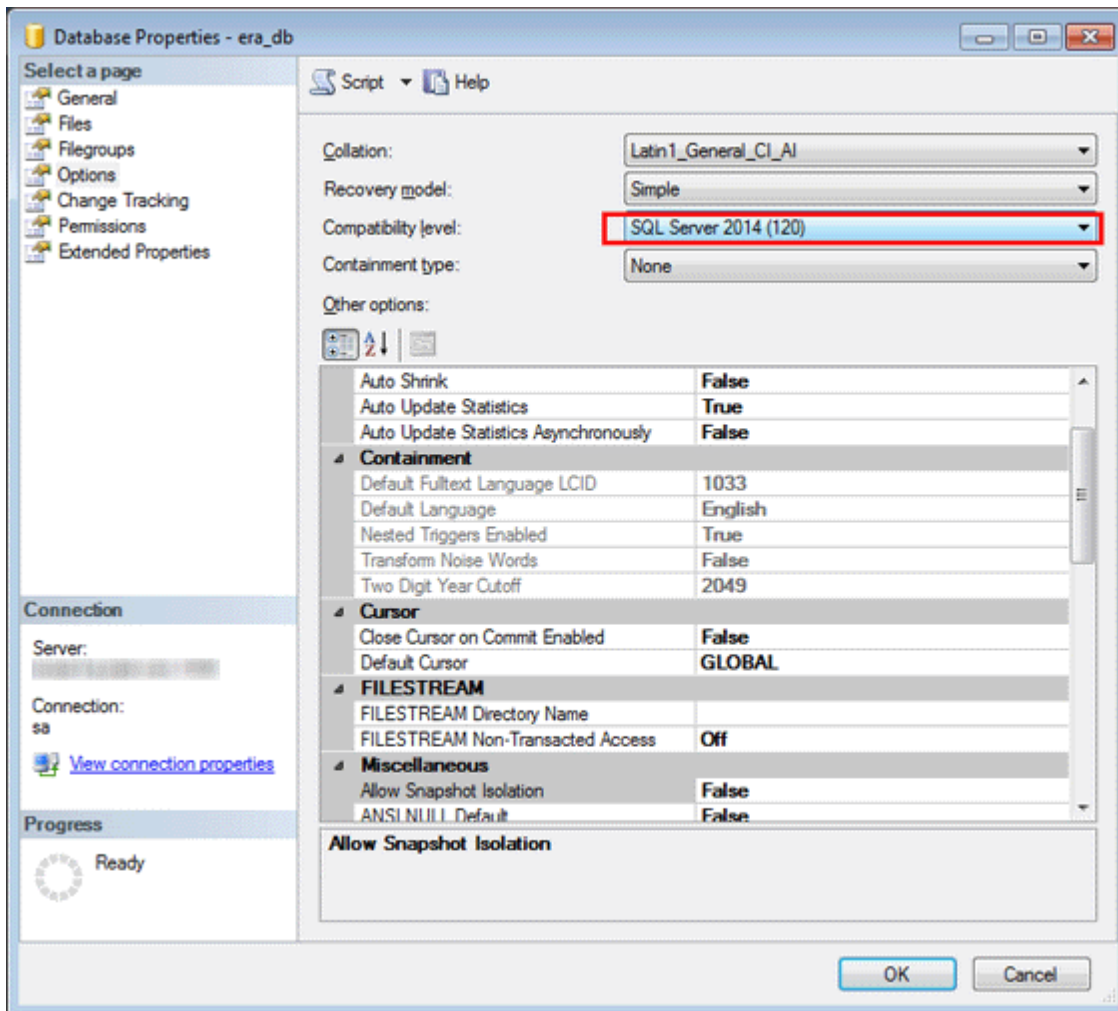 Database Properties - era_db
Select a page
General
Files
Filegroups
Options
Change Tracking
Permissions
Extended Properties
Connection
Server:
Connection:
sa
View connection properties
Progress
Ready
Script Help
Collation: Latin1_General_CI_AI
Recovery model: Simple
Compatibility level: SQL Server 2014 (120)
Containment type: None
Other options:
Auto Shrink False
Auto Update Statistics True
Auto Update Statistics Asynchronously False
Containment
Default Fulltext Language LCID 1033
Default Language English
Nested Triggers Enabled True
Transform Noise Words False
Two Digit Year Cutoff 2049
Cursor
Close Cursor on Commit Enabled False
Default Cursor GLOBAL
FILESTREAM
FILESTREAM Directory Name
FILESTREAM Non-Transacted Access Off
Miscellaneous
Allow Snapshot Isolation False
ANSI NULL Default False
Allow Snapshot Isolation
OK Cancel